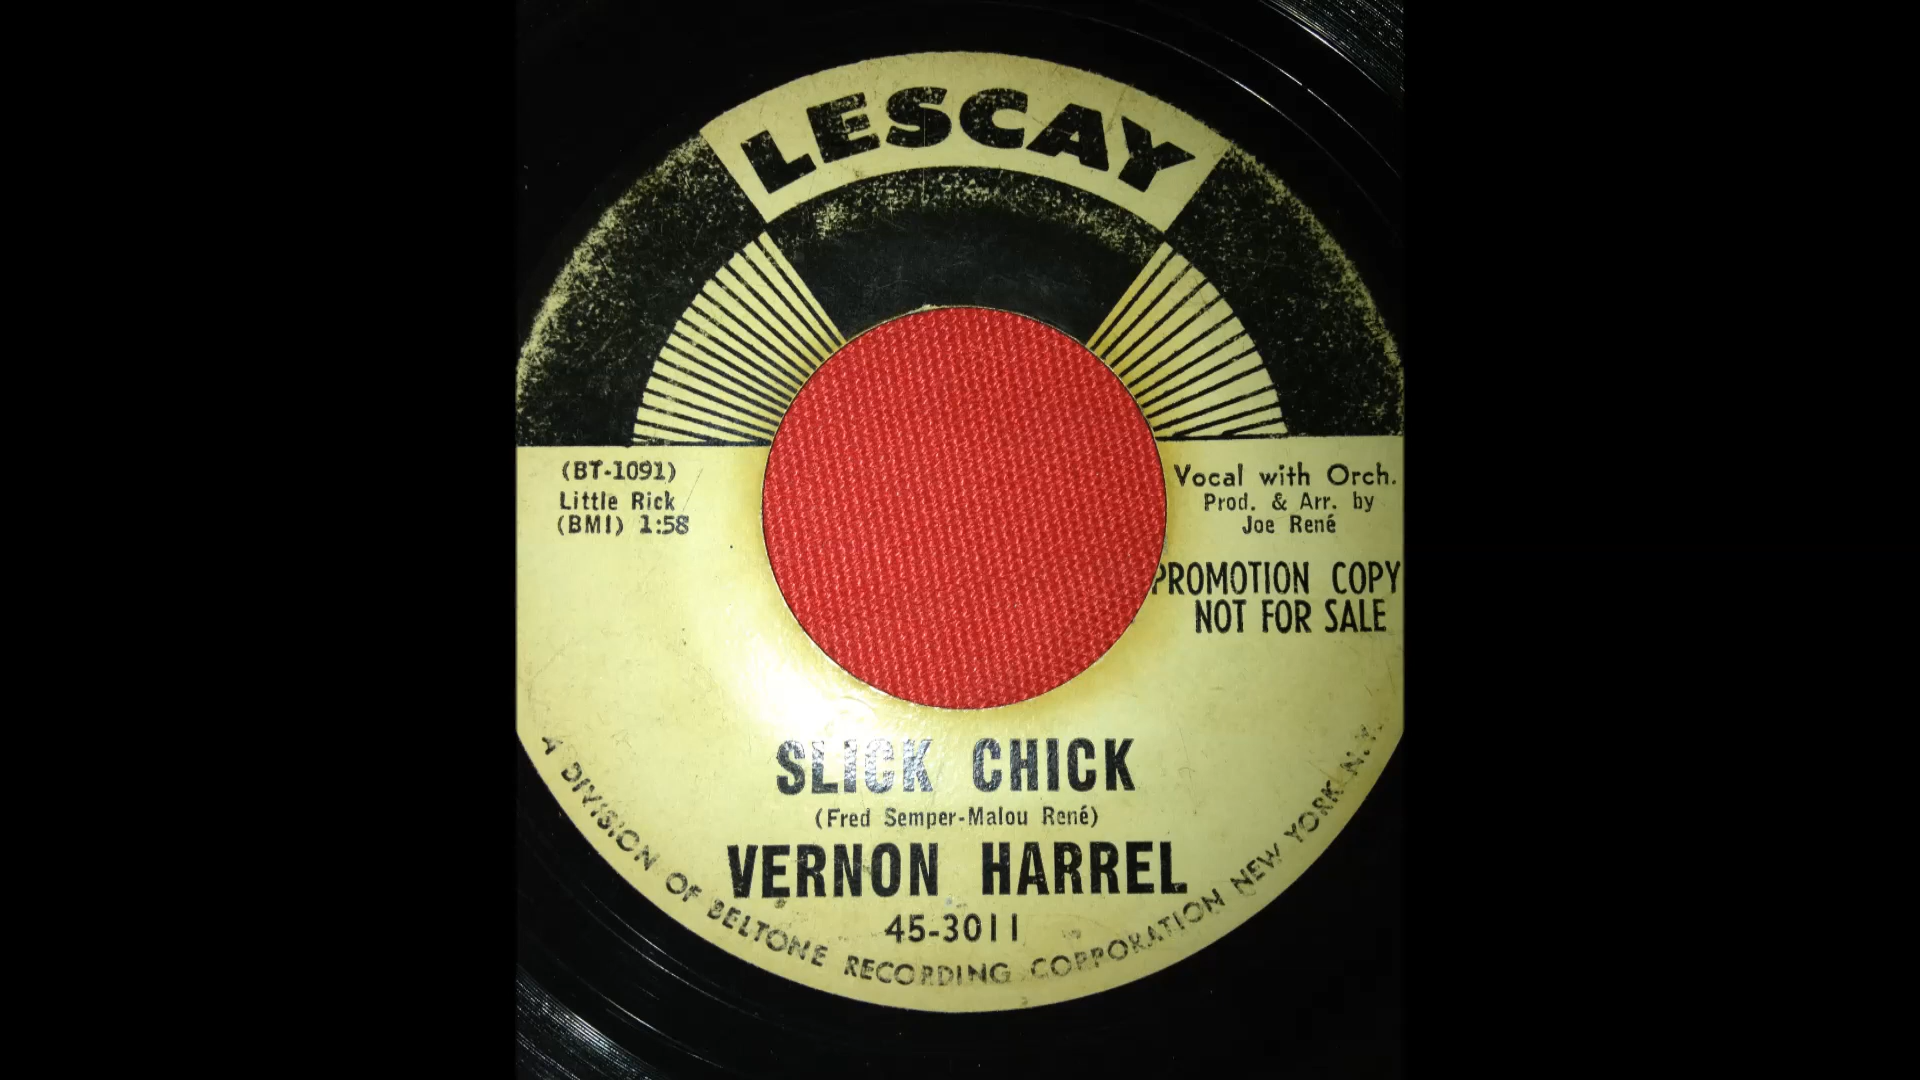 LESCAY
(BT-1091)
Little Rick
(BMI) 1:58
Vocal with Orch.
Prod. & Arr. by
Joe René
PROMOTION COPY
NOT FOR SALE
SLICK CHICK
(Fred Semper-Malou René)
VERNON HARREL
45-3011
A DIVISION OF BELTONE RECORDING CORPORATION NEW YORK N.Y.